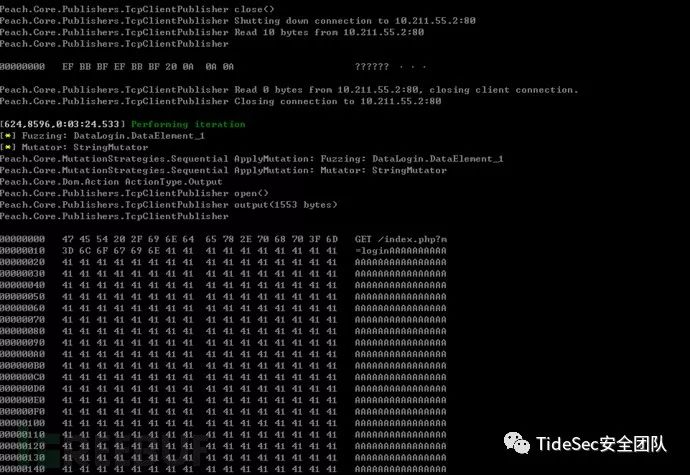 Peach.Core.Publishers.TcpClientPublisher close()
Peach.Core.Publishers.TcpClientPublisher Shutting down connection to 10.211.55.2:80
Peach.Core.Publishers.TcpClientPublisher Read 10 bytes from 10.211.55.2:80
Peach.Core.Publishers.TcpClientPublisher
00000000 EF BB BF EF BB BF 20 0A 0A 0A ?????? · · ·
Peach.Core.Publishers.TcpClientPublisher Read 0 bytes from 10.211.55.2:80, closing client connection.
Peach.Core.Publishers.TcpClientPublisher Closing connection to 10.211.55.2:80
[624,8596,0:03:24.533] Performing iteration
[*] Fuzzing: DataLogin.DataElement_1
[*] Mutator: StringMutator
Peach.Core.MutationStrategies.Sequential ApplyMutation: Fuzzing: DataLogin.DataElement_1
Peach.Core.MutationStrategies.Sequential ApplyMutation: Mutator: StringMutator
Peach.Core.Dom.Action ActionType.Output
Peach.Core.Publishers.TcpClientPublisher open()
Peach.Core.Publishers.TcpClientPublisher output(1553 bytes)
Peach.Core.Publishers.TcpClientPublisher
00000000 47 45 54 20 2F 69 6E 64 65 78 2E 70 68 70 3F 6D GET /index.php?m
00000010 3D 6C 6F 67 69 6E 41 41 41 41 41 41 41 41 41 41 =loginAAAAAAAAAA
00000020 41 41 41 41 41 41 41 41 41 41 41 41 41 41 41 41 AAAAAAAAAAAAAAAA
00000030 41 41 41 41 41 41 41 41 41 41 41 41 41 41 41 41 AAAAAAAAAAAAAAAA
00000040 41 41 41 41 41 41 41 41 41 41 41 41 41 41 41 41 AAAAAAAAAAAAAAAA
00000050 41 41 41 41 41 41 41 41 41 41 41 41 41 41 41 41 AAAAAAAAAAAAAAAA
00000060 41 41 41 41 41 41 41 41 41 41 41 41 41 41 41 41 AAAAAAAAAAAAAAAA
00000070 41 41 41 41 41 41 41 41 41 41 41 41 41 41 41 41 AAAAAAAAAAAAAAAA
00000080 41 41 41 41 41 41 41 41 41 41 41 41 41 41 41 41 AAAAAAAAAAAAAAAA
00000090 41 41 41 41 41 41 41 41 41 41 41 41 41 41 41 41 AAAAAAAAAAAAAAAA
000000A0 41 41 41 41 41 41 41 41 41 41 41 41 41 41 41 41 AAAAAAAAAAAAAAAA
000000B0 41 41 41 41 41 41 41 41 41 41 41 41 41 41 41 41 AAAAAAAAAAAAAAAA
000000C0 41 41 41 41 41 41 41 41 41 41 41 41 41 41 41 41 AAAAAAAAAAAAAAAA
000000D0 41 41 41 41 41 41 41 41 41 41 41 41 41 41 41 41 AAAAAAAAAAAAAAAA
000000E0 41 41 41 41 41 41 41 41 41 41 41 41 41 41 41 41 AAAAAAAAAAAAAAAA
000000F0 41 41 41 41 41 41 41 41 41 41 41 41 41 41 41 41 AAAAAAAAAAAAAAAA
00000100 41 41 41 41 41 41 41 41 41 41 41 41 41 41 41 41
00000110 41 41 41 41 41 41 41 41 41 41 41 41 41 41 41 41
00000120 41 41 41 41 41 41 41 41 41 41 41 41 41 41 41 41
00000130 41 41 41 41 41 41 41 41 41 41 41 41 41 41 41 41 AAAAAAAAAAAAAAAA
00000140 41 41 41 41 41 41 41 41 41 41 41 41 41 41 41 41 AAAAAAAAAAAAAAAA
TideSec安全团队